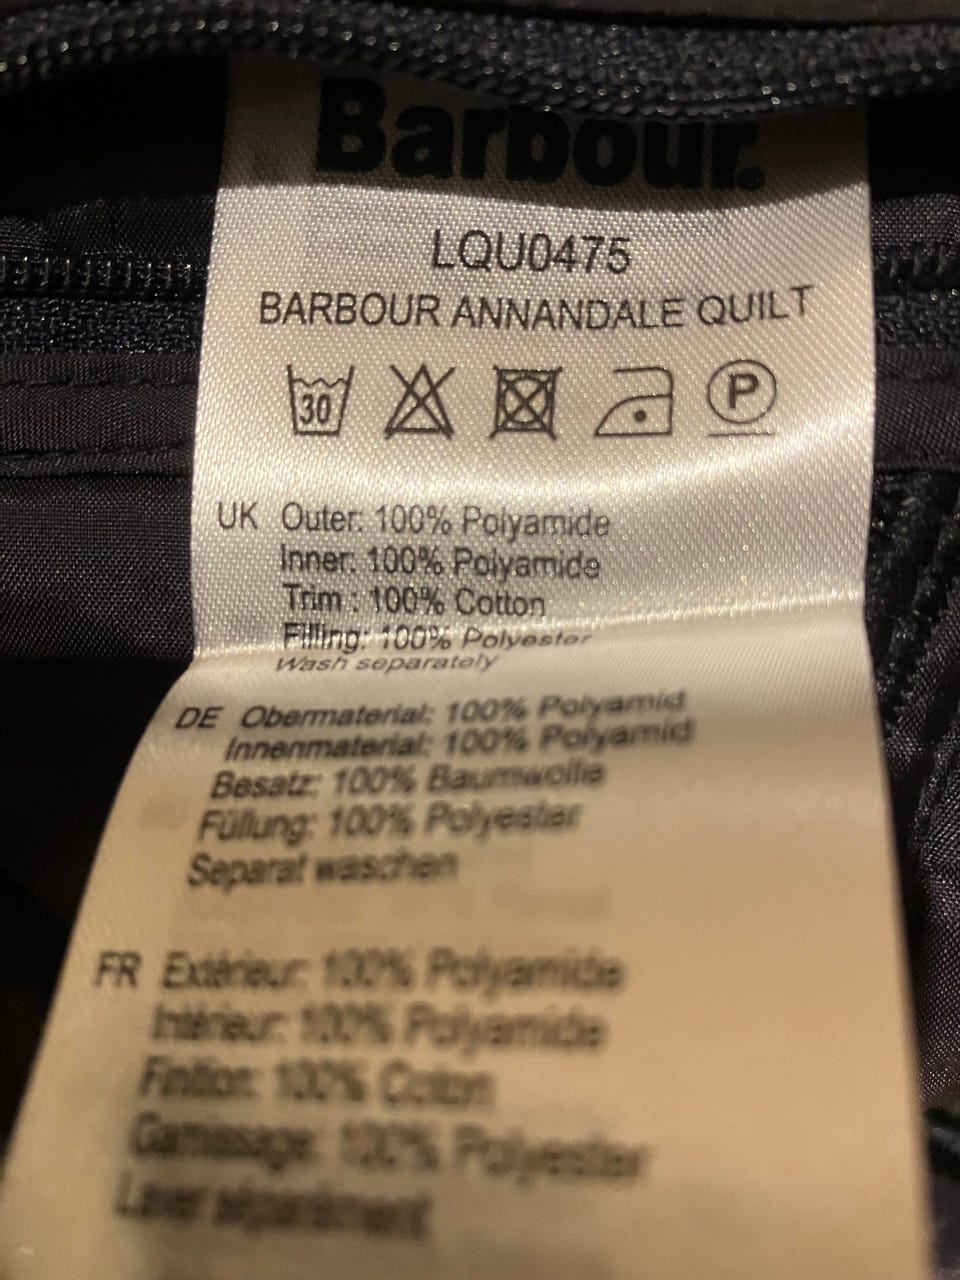 Barbour.
LQU0475
BARBOUR ANNANDALE QUILT
30
P
UK Outer: 100% Polyamide
Inner: 100% Polyamide
Trim : 100% Cotton
Filling: 100% Polyester
Wash separately
DE Obermaterial: 100% Polyamid
Innenmaterial: 100% Polyamid
Besatz: 100% Baumwolle
Füllung: 100% Polyester
Separat waschen
FR Extérieur: 100% Polyamide
Intérieur: 100% Polyamide
Finition: 100% Coton
Garnissage: 100% Polyester
Laver séparément